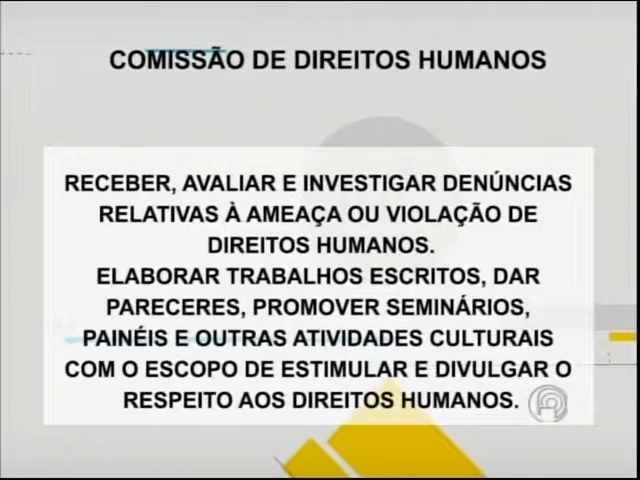 COMISSÃO DE DIREITOS HUMANOS
RECEBER, AVALIAR E INVESTIGAR DENÚNCIAS
RELATIVAS À AMEAÇA OU VIOLAÇÃO DE
DIREITOS HUMANOS.
ELABORAR TRABALHOS ESCRITOS, DAR
PARECERES, PROMOVER SEMINÁRIOS,
PAINÉIS E OUTRAS ATIVIDADES CULTURAIS
COM O ESCOPO DE ESTIMULAR E DIVULGAR O
RESPEITO AOS DIREITOS HUMANOS.